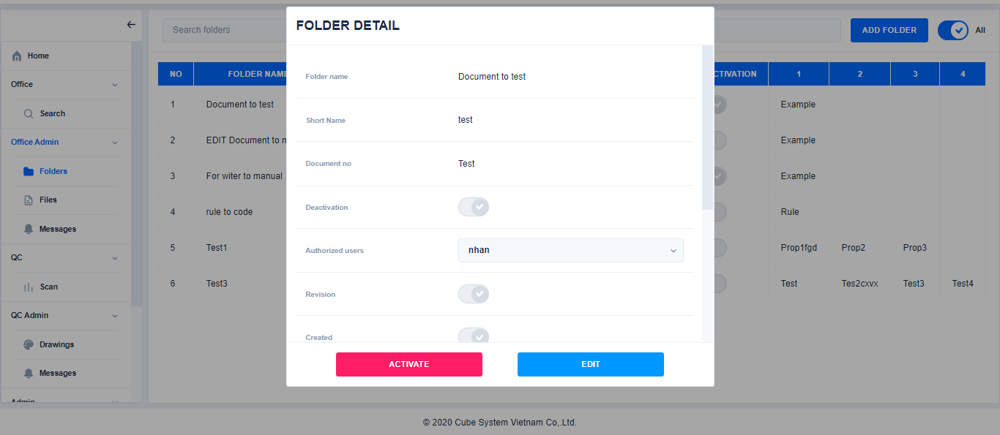 FOLDER DETAIL
Search folders
ADD FOLDER
All
Home
Office
Search
Office Admin
Folders
Files
Messages
QC
Scan
QC Admin
Drawings
Messages
Admin
NO FOLDER NAME CTIVATION 1 2 3 4
1 Document to test Example
2 EDIT Document to m Example
3 For witer to manual Example
4 rule to code Rule
5 Test1 Prop1fgd Prop2 Prop3
6 Test3 Test Tes2cxvx Test3 Test4
Folder name Document to test
Short Name test
Document no Test
Deactivation
Authorized users nhan
Revision
Created
ACTIVATE EDIT
© 2020 Cube System Vietnam Co,.Ltd.